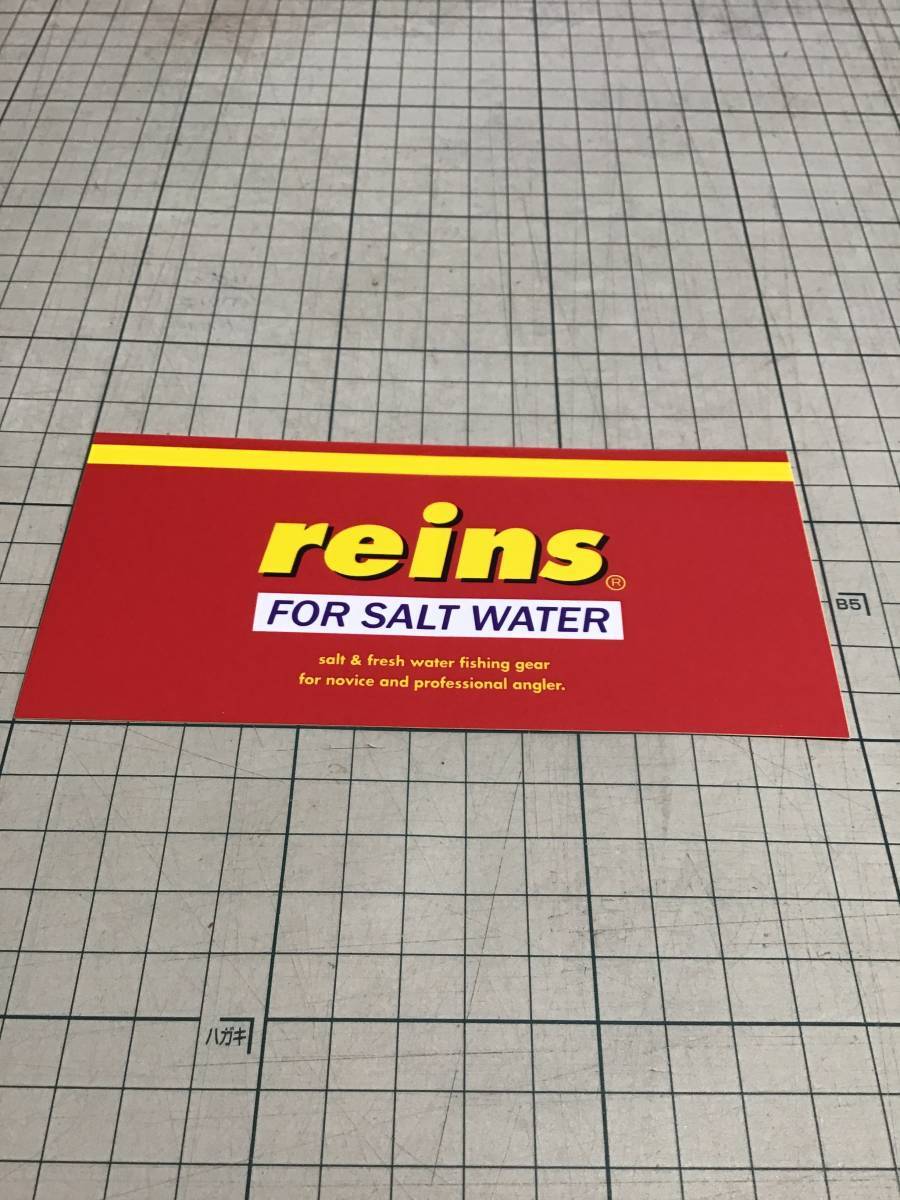 reins®
FOR SALT WATER
salt & fresh water fishing gear
for novice and professional angler.
B5
ハガキ